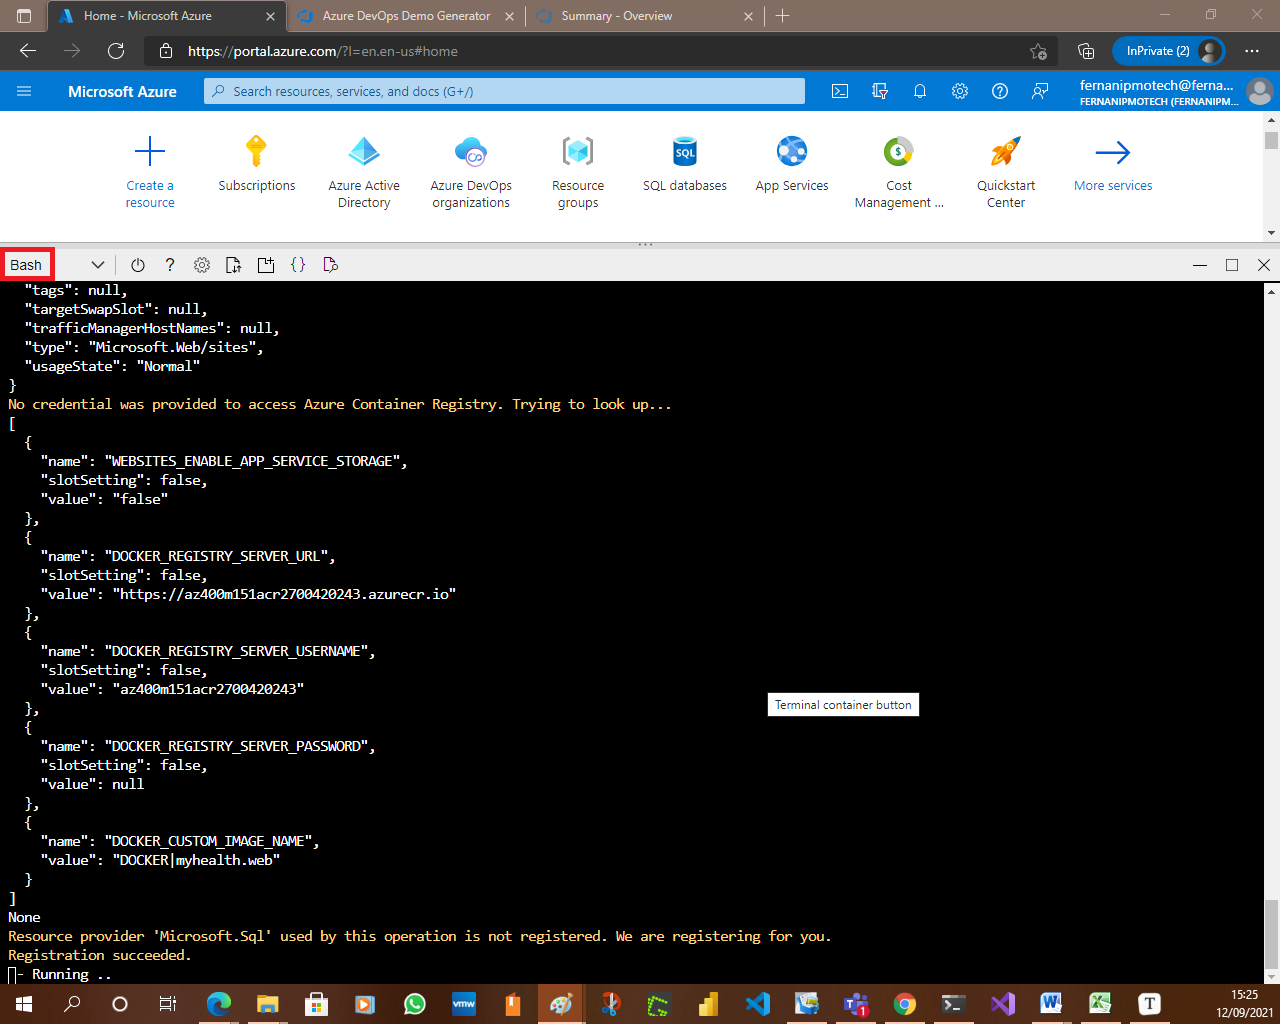 Home - Microsoft Azure
Azure DevOps Demo Generator
Summary - Overview
https://portal.azure.com/?l=en.en-us#home
InPrivate (2)
Microsoft Azure
Search resources, services, and docs (G+/)
fernanipmotech@ferna...
FERNANIPMOTECH (FERNANIPM...
Create a resource
Subscriptions
Azure Active Directory
Azure DevOps organizations
Resource groups
SQL
SQL databases
App Services
Cost Management ...
Quickstart Center
More services
Bash
"tags": null,
"targetSwapSlot": null,
"trafficManagerHostNames": null,
"type": "Microsoft.Web/sites",
"usageState": "Normal"
}
No credential was provided to access Azure Container Registry. Trying to look up...
[
{
"name": "WEBSITES_ENABLE_APP_SERVICE_STORAGE",
"slotSetting": false,
"value": "false"
},
{
"name": "DOCKER_REGISTRY_SERVER_URL",
"slotSetting": false,
"value": "https://az400m151acr2700420243.azurecr.io"
},
{
"name": "DOCKER_REGISTRY_SERVER_USERNAME",
"slotSetting": false,
"value": "az400m151acr2700420243"
},
{
"name": "DOCKER_REGISTRY_SERVER_PASSWORD",
"slotSetting": false,
"value": null
},
{
"name": "DOCKER_CUSTOM_IMAGE_NAME",
"value": "DOCKER|myhealth.web"
}
]
None
Resource provider 'Microsoft.Sql' used by this operation is not registered. We are registering for you.
Registration succeeded.
- Running ..
Terminal container button
vmw
1
T
15:25
12/09/2021